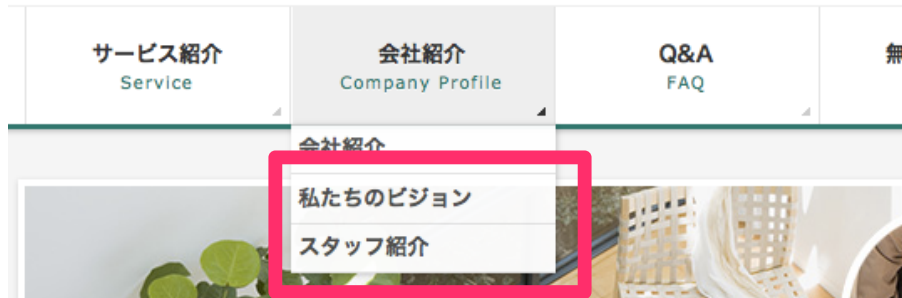 サービス紹介
Service
会社紹介
Company Profile
Q&A
FAQ
会社紹介
私たちのビジョン
スタッフ紹介